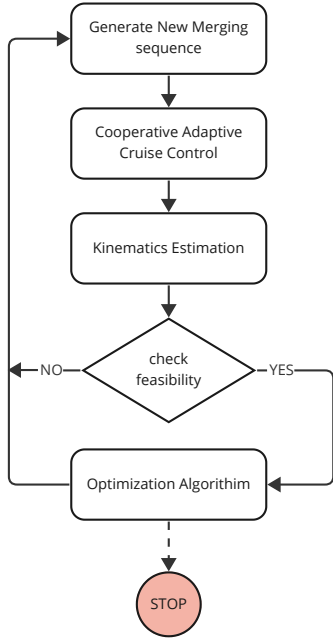 Generate New Merging
sequence
Cooperative Adaptive
Cruise Control
Kinematics Estimation
check
feasibility
NO
YES
Optimization Algorithim
STOP